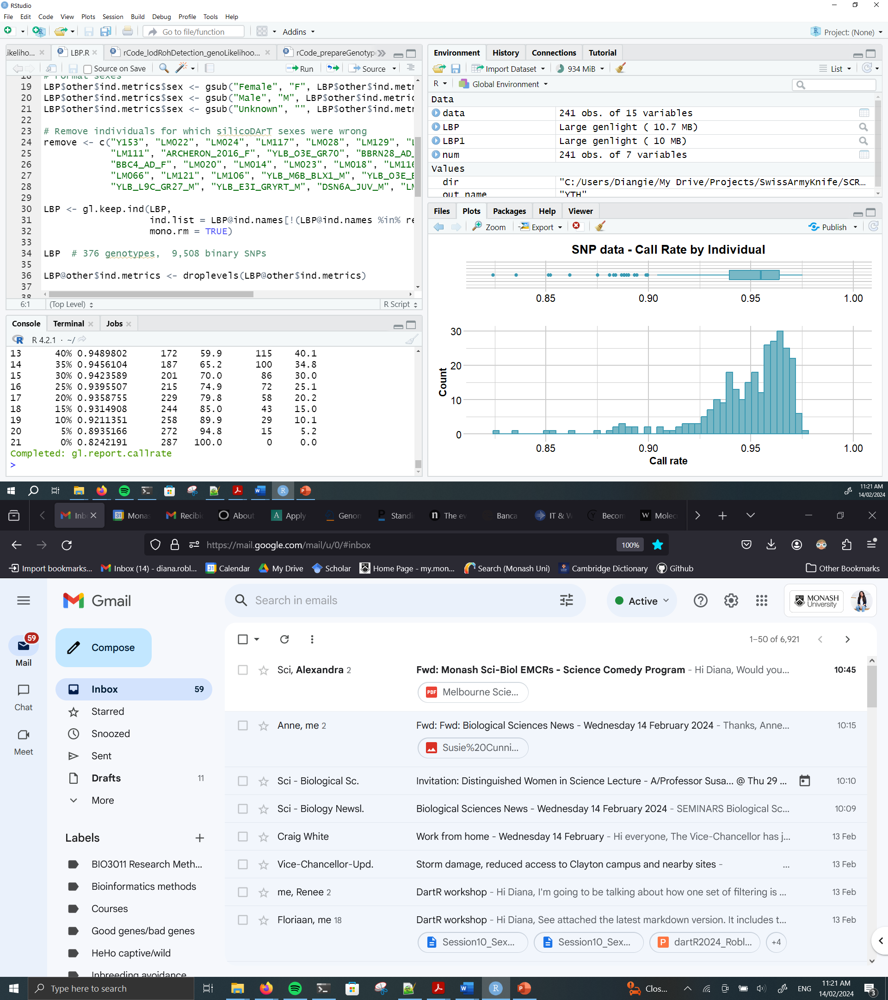 RStudio
File Edit Code View Plots Session Build Debug Profile Tools Help
Go to file/function Addins Project: (None)
ikeliho... LBP.R rCode_lodRohDetection_genoLikelihoo... rCode_prepareGenotyp
Source on Save Run Source
18 # Format sexes
19 LBP$other$ind.metrics$sex <- gsub("Female", "F", LBP$other$ind.metr
20 LBP$other$ind.metrics$sex <- gsub("Male", "M", LBP$other$ind.metric
21 LBP$other$ind.metrics$sex <- gsub("Unknown", "", LBP$other$ind.metr
22
23 # Remove individuals for which silicoDArT sexes were wrong
24 remove <- c("Y153", "LM022", "LM024", "LM117", "LM028", "LM129", "L
25 "LM111", "ARCHERON_2016_F", "YLB_O3E_GR70", "BBRN28_AD_
26 "BBC4_AD_F", "LM020", "LM014", "LM023", "LM018", "LM116
27 "LM066", "LM121", "LM106", "YLB_M6B_BLX1_M", "YLB_O3E_B
28 "YLB_L9C_GR27_M", "YLB_E3I_GRYRT_M", "DSN6A_JUV_M", "LM
29
30 LBP <- gl.keep.ind(LBP,
31 ind.list = LBP@ind.names[!(LBP@ind.names %in% re
32 mono.rm = TRUE)
33
34 LBP # 376 genotypes, 9,508 binary SNPs
35
36 LBP@other$ind.metrics <- droplevels(LBP@other$ind.metrics)
37
38
6:1 (Top Level) R Script
Console Terminal Jobs
R 4.2.1 · ~/
13 40% 0.9489802 172 59.9 115 40.1
14 35% 0.9456104 187 65.2 100 34.8
15 30% 0.9423589 201 70.0 86 30.0
16 25% 0.9395507 215 74.9 72 25.1
17 20% 0.9358755 229 79.8 58 20.2
18 15% 0.9314908 244 85.0 43 15.0
19 10% 0.9211351 258 89.9 29 10.1
20 5% 0.8935166 272 94.8 15 5.2
21 0% 0.8242191 287 100.0 0 0.0
Completed: gl.report.callrate
>
Environment History Connections Tutorial
Import Dataset 934 MiB List
R Global Environment
Data
data 241 obs. of 15 variables
LBP Large genlight ( 10.7 MB)
LBP1 Large genlight ( 10 MB)
num 241 obs. of 7 variables
Values
dir "C:/Users/Diangie/My Drive/Projects/SwissArmyKnife/SCR...
out name "YTH"
Files Plots Packages Help Viewer
Zoom Export Publish
SNP data - Call Rate by Individual
0.85 0.90 0.95 1.00
30
20
10
0
Count
0.85 0.90 0.95 1.00
Call rate
11:21 AM
14/02/2024
Inb Monas Recibi About Apply Genon Standi The ev Banca IT & W Becom Molec
https://mail.google.com/mail/u/0/#inbox 100%
Import bookmarks... Inbox (14) - diana.robl... Calendar My Drive Scholar Home Page - my.mon... Search (Monash Uni) Cambridge Dictionary Github Other Bookmarks
Gmail Search in emails Active MONASH University
59
Mail
Chat
Meet
Compose
Inbox 59
Starred
Snoozed
Sent
Drafts 11
More
Labels
BIO3011 Research Meth...
Bioinformatics methods
Courses
Good genes/bad genes
HeHo captive/wild
Inbreeding avoidance
1–50 of 6,921
Sci, Alexandra 2 Fwd: Monash Sci-Biol EMCRs - Science Comedy Program - Hi Diana, Would you... 10:45
PDF Melbourne Scie...
Anne, me 2 Fwd: Fwd: Biological Sciences News - Wednesday 14 February 2024 - Thanks, Anne... 10:15
Susie%20Cunni...
Sci - Biological Sc. Invitation: Distinguished Women in Science Lecture - A/Professor Susa... @ Thu 29 ... 10:10
Sci - Biology Newsl. Biological Sciences News - Wednesday 14 February 2024 - SEMINARS Biological Sc... 10:09
Craig White Work from home - Wednesday 14 February - Hi everyone, The Vice-Chancellor has j... 13 Feb
Vice-Chancellor-Upd. Storm damage, reduced access to Clayton campus and nearby sites - ... 13 Feb
me, Renee 2 DartR workshop - Hi Diana, I'm going to be talking about how one set of filtering is ... 13 Feb
Floriaan, me 18 DartR workshop - Hi Diana, See attached the latest markdown version. It includes t... 13 Feb
Session10_Sex... Session10_Sex... dartR2024_Robl... +4
Type here to search Clos... ENG 11:21 AM
14/02/2024 3